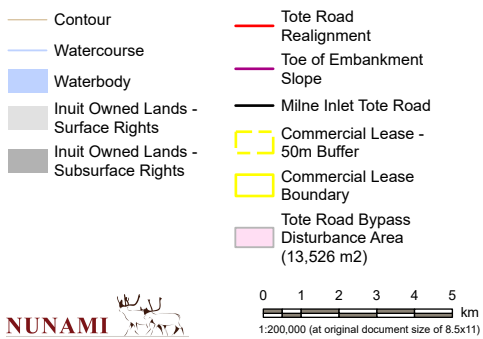 Contour
Watercourse
Waterbody
Inuit Owned Lands -
Surface Rights
Inuit Owned Lands -
Subsurface Rights
Tote Road
Realignment
Toe of Embankment
Slope
Milne Inlet Tote Road
Commercial Lease -
50m Buffer
Commercial Lease
Boundary
Tote Road Bypass
Disturbance Area
(13,526 m2)
NUNAMI
0 1 2 3 4 5
km
1:200,000 (at original document size of 8.5x11)